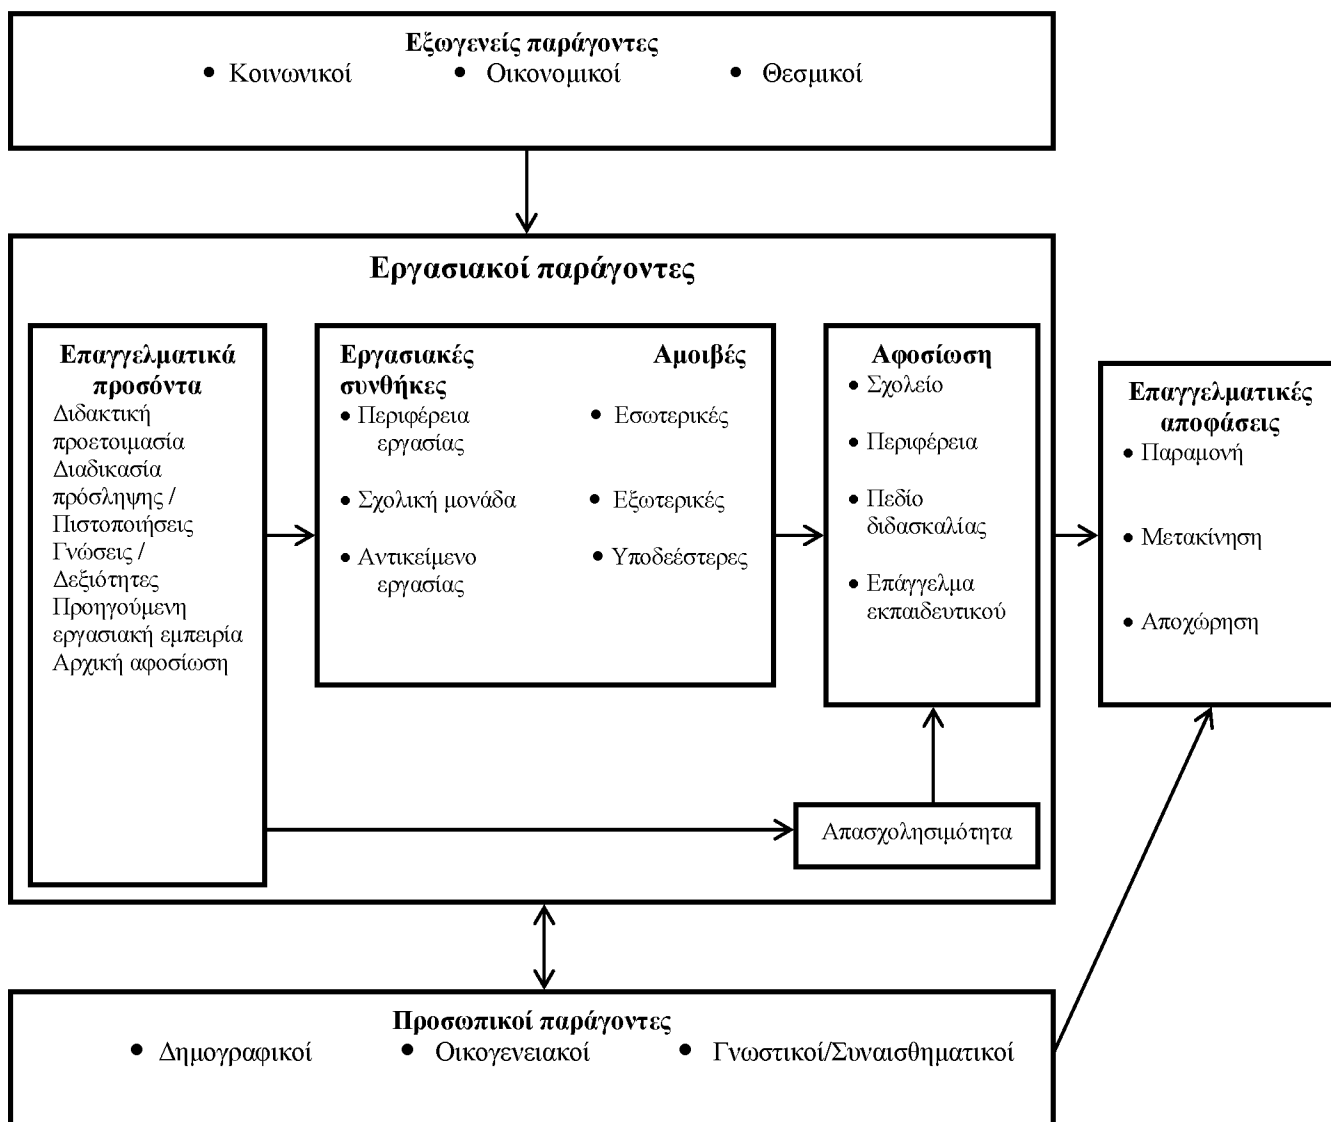 Εξωγενείς παράγοντες
• Κοινωνικοί • Οικονομικοί • Θεσμικοί
Εργασιακοί παράγοντες
Επαγγελματικά
προσόντα
Διδακτική
προετοιμασία
Διαδικασία
πρόσληψης /
Πιστοποιήσεις
Γνώσεις /
Δεξιότητες
Προηγούμενη
εργασιακή εμπειρία
Αρχική αφοσίωση
Εργασιακές
συνθήκες
• Περιφέρεια
εργασίας
• Σχολική μονάδα
• Αντικείμενο
εργασίας
Αμοιβές
• Εσωτερικές
• Εξωτερικές
• Υποδεέστερες
Αφοσίωση
• Σχολείο
• Περιφέρεια
• Πεδίο
διδασκαλίας
• Επάγγελμα
εκπαιδευτικού
Απασχολησιμότητα
Επαγγελματικές
αποφάσεις
• Παραμονή
• Μετακίνηση
• Αποχώρηση
Προσωπικοί παράγοντες
• Δημογραφικοί • Οικογενειακοί • Γνωστικοί/Συναισθηματικοί